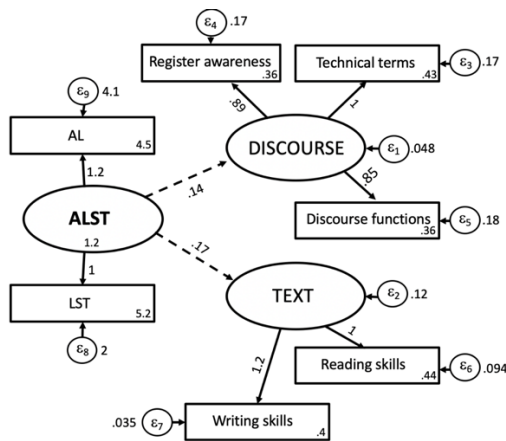 ε4 .17
Register awareness
.36
Technical terms
.43
ε3 .17
ε9 4.1
AL
4.5
.89
1
DISCOURSE
ε1 .048
1.2
.14
.85
ALST
1.2
Discourse functions
.36
ε5 .18
.17
1
LST
5.2
TEXT
ε2 .12
ε8 2
1.2
1
Reading skills
.44
ε6 .094
.035 ε7
Writing skills
.4